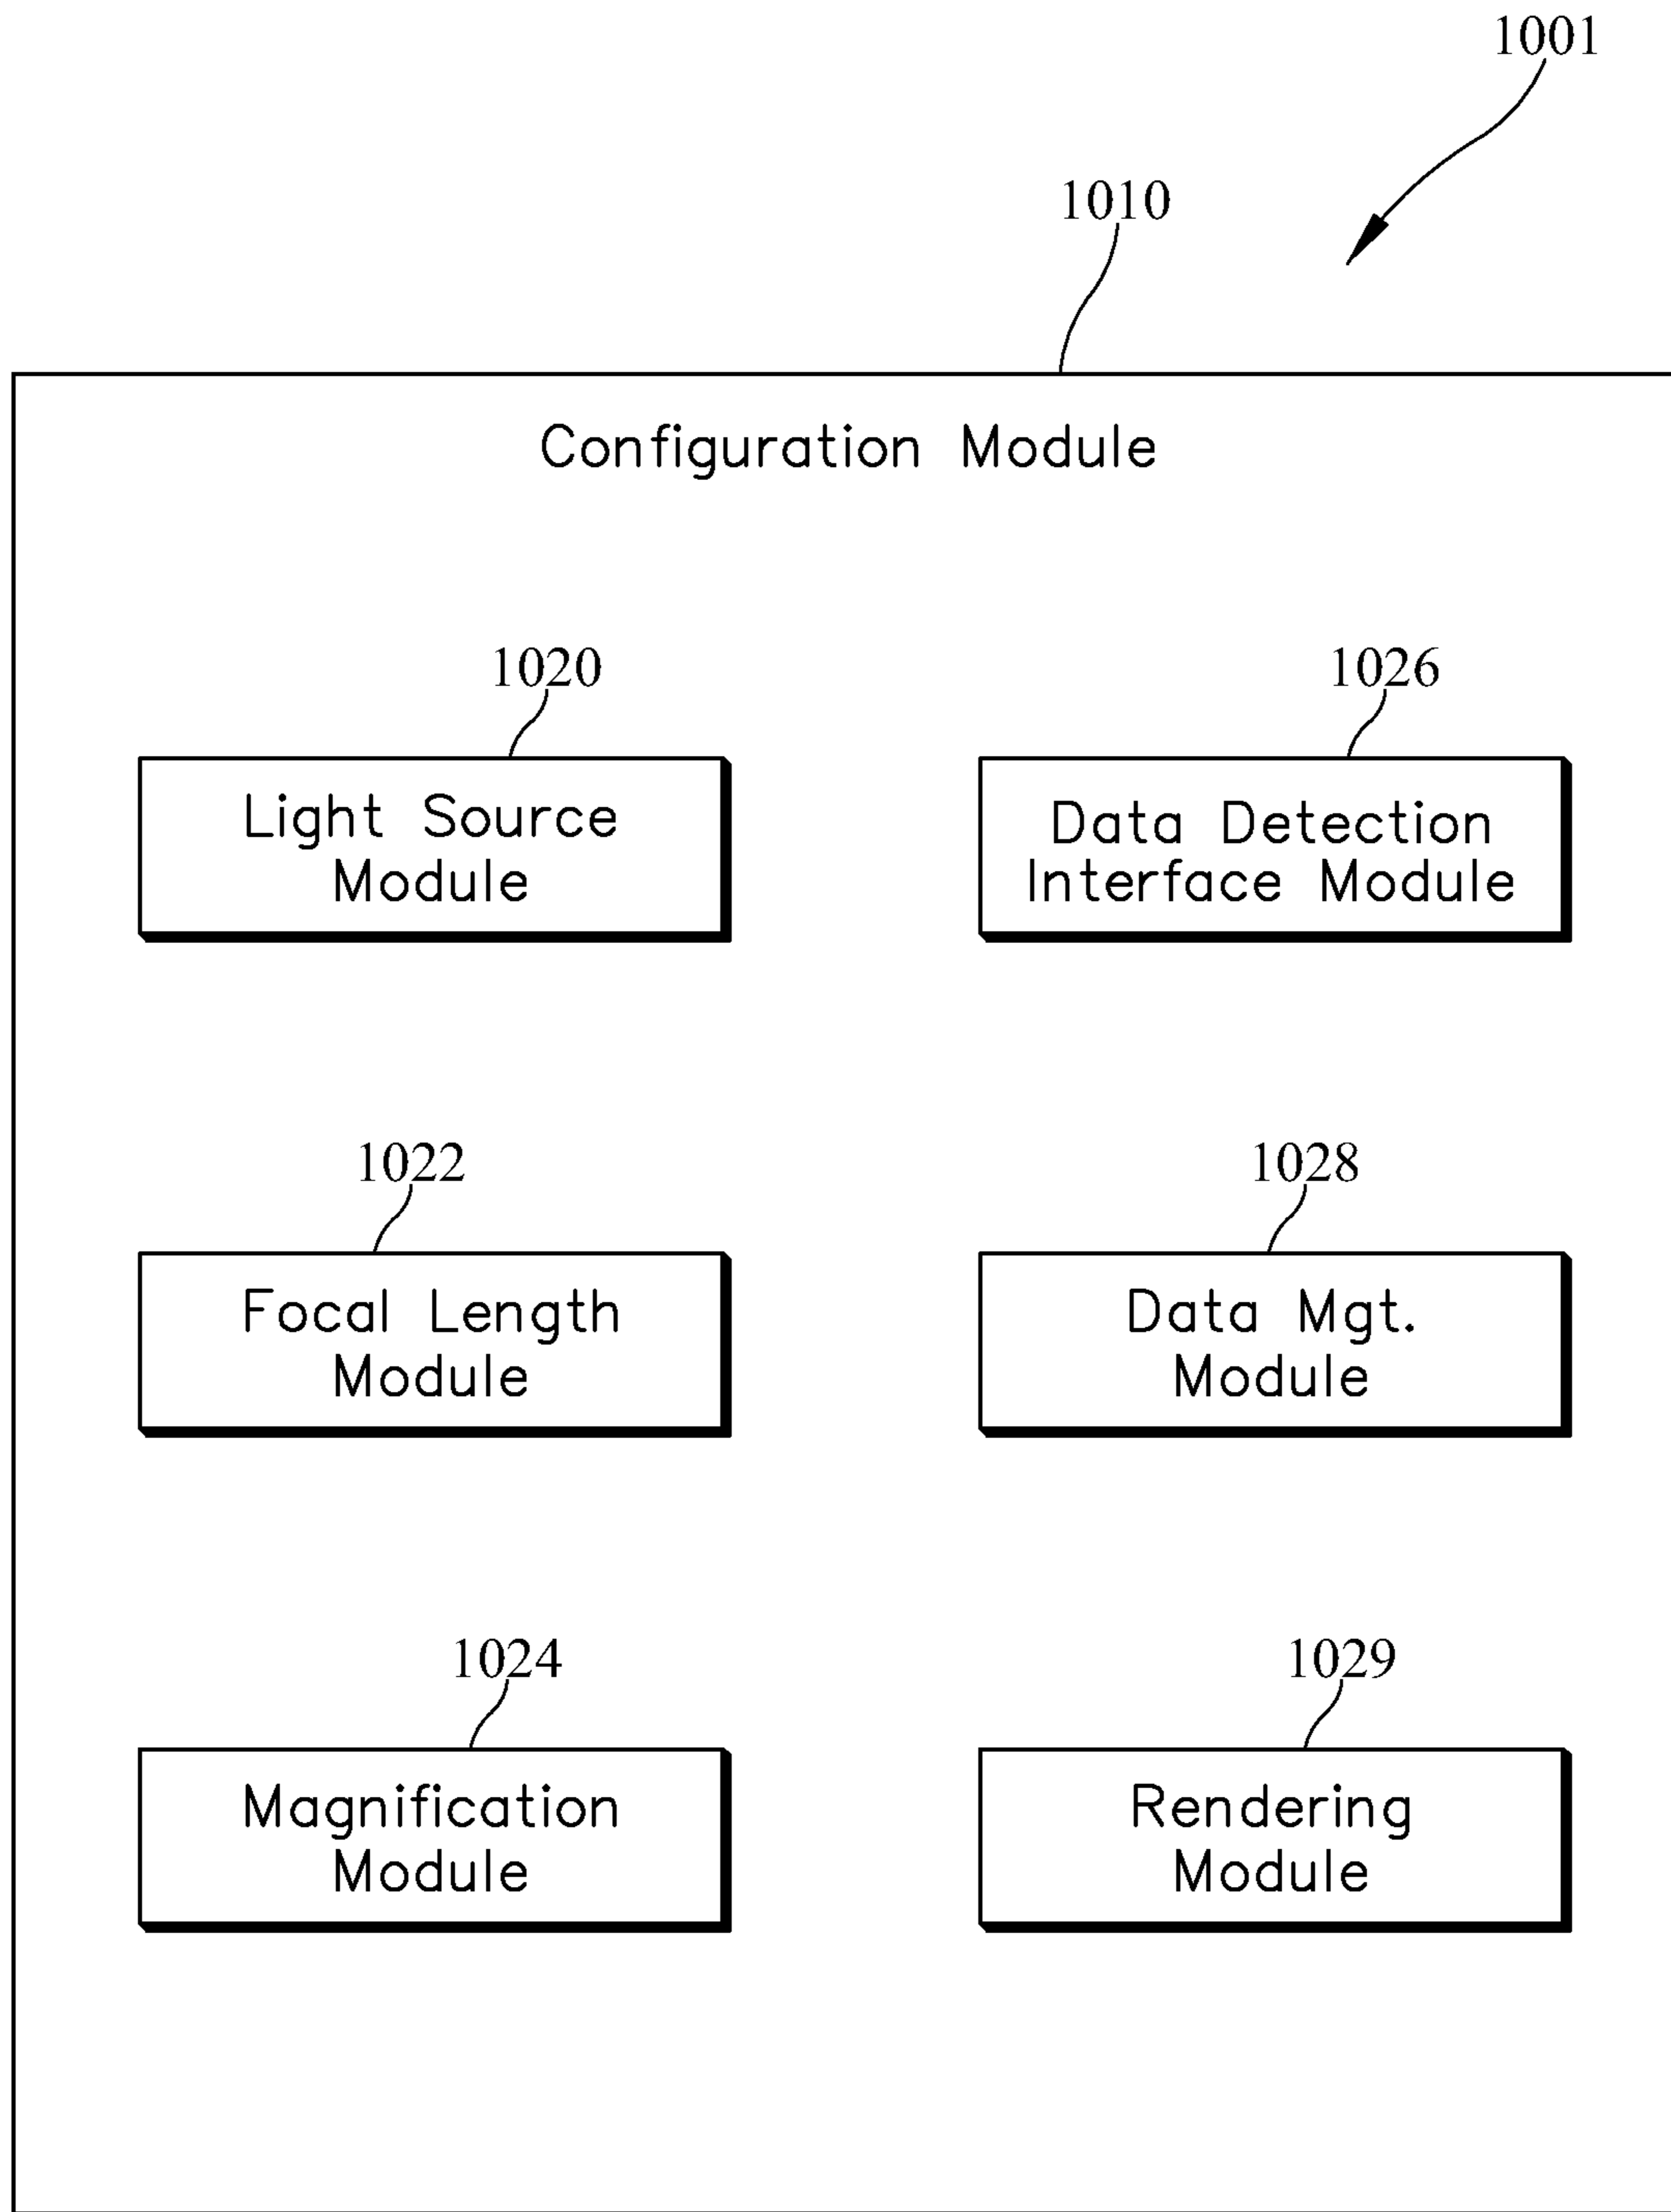 1001
1010
Configuration Module
1020
1026
Light Source
Module
Data Detection
Interface Module
1022
1028
Focal Length
Module
Data Mgt.
Module
1024
1029
Magnification
Module
Rendering
Module